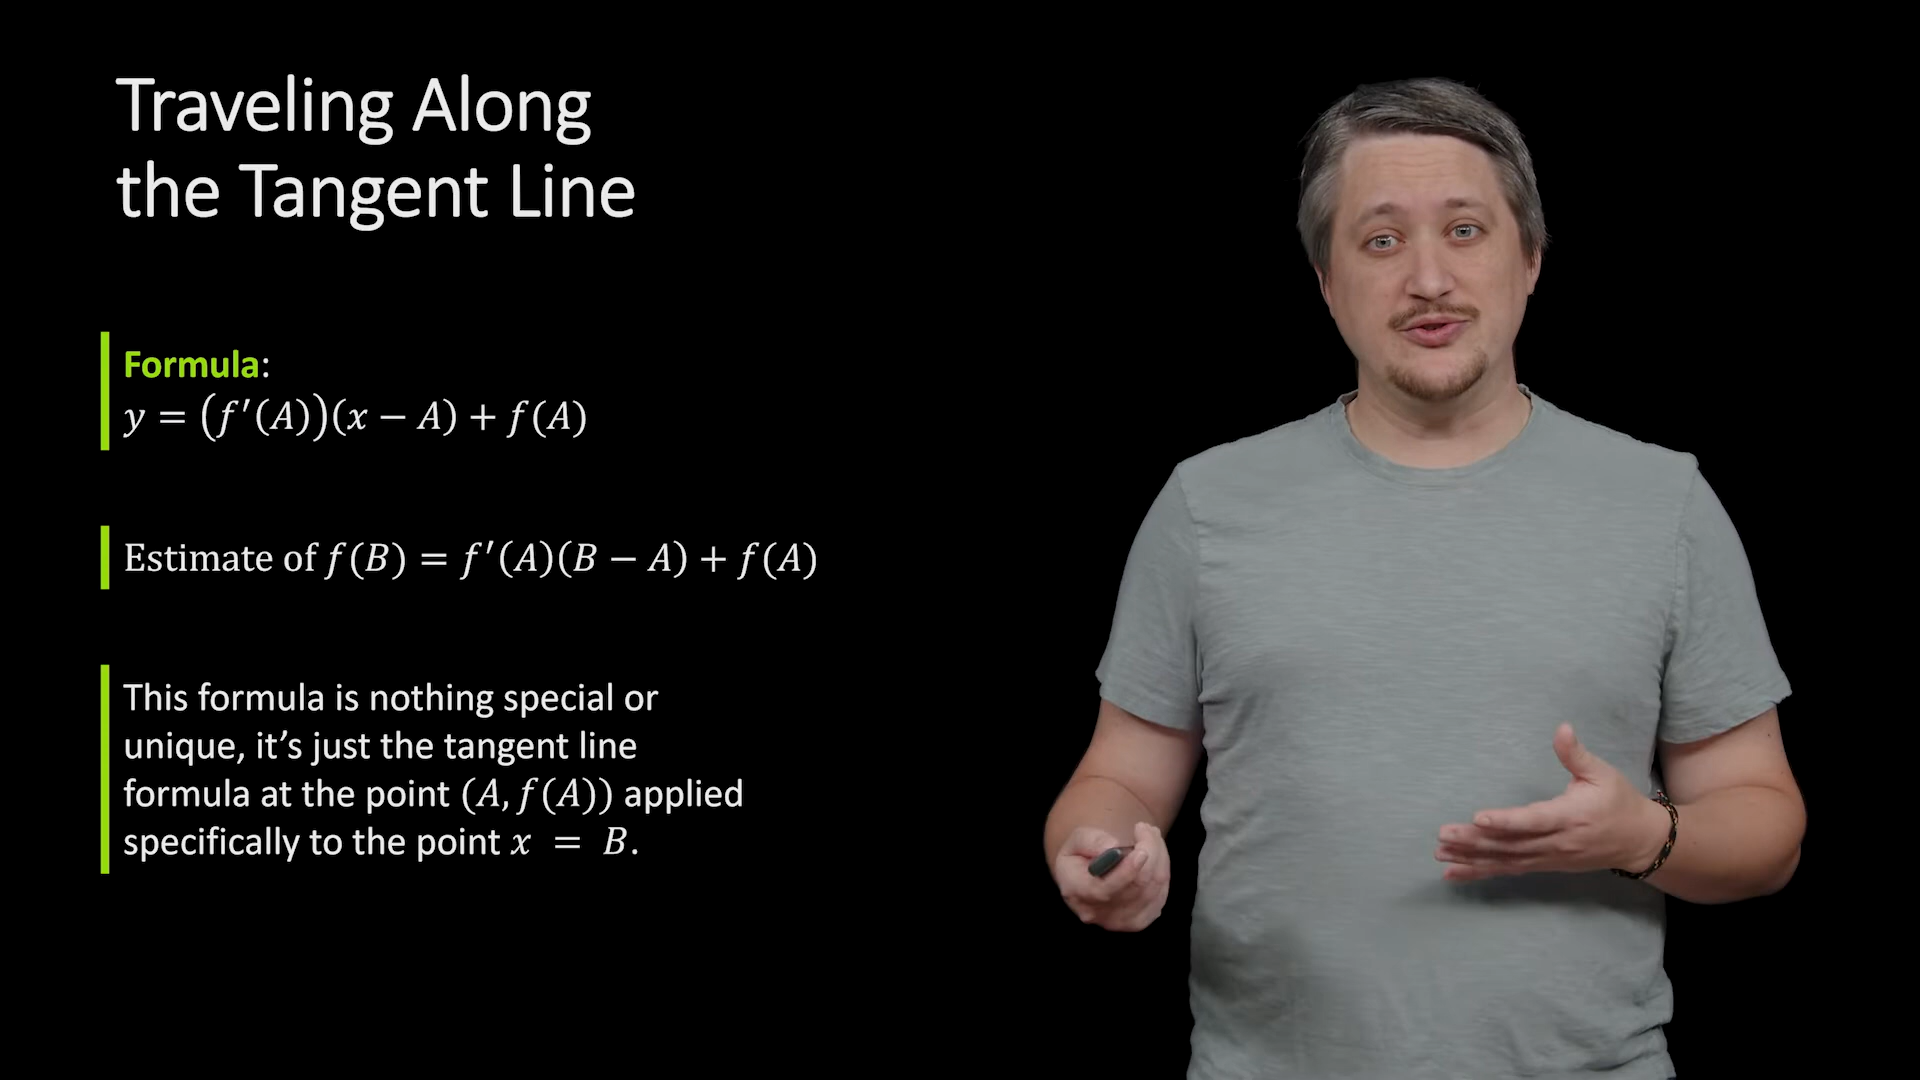 Traveling Along
the Tangent Line
Formula:
y = (f′(A))(x − A) + f(A)
Estimate of f(B) = f′(A)(B − A) + f(A)
This formula is nothing special or
unique, it’s just the tangent line
formula at the point (A, f(A)) applied
specifically to the point x = B.